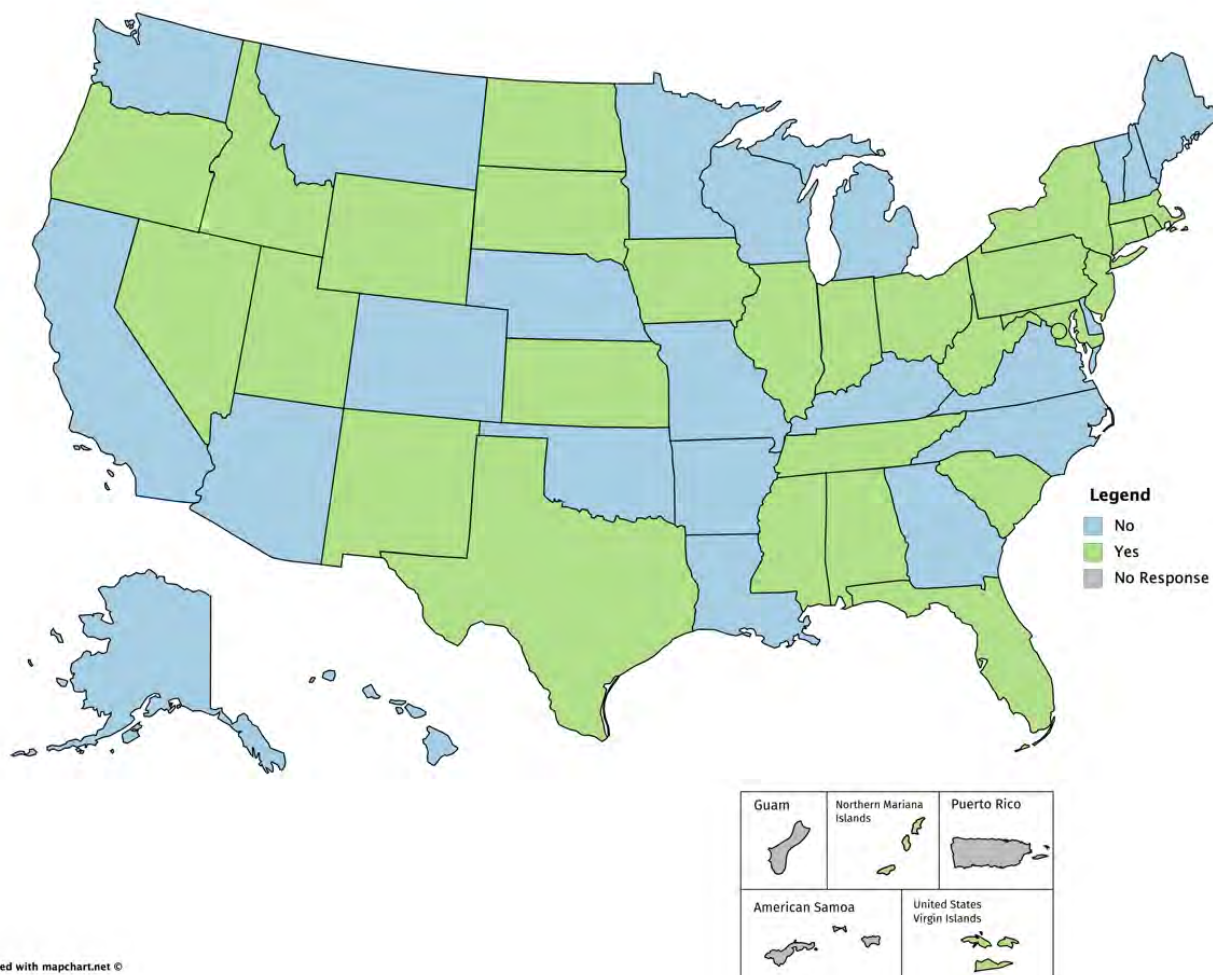 Legend
No
Yes
No Response
Guam
Northern Mariana
Islands
Puerto Rico
American Samoa
United States
Virgin Islands
ed with mapchart.net ©